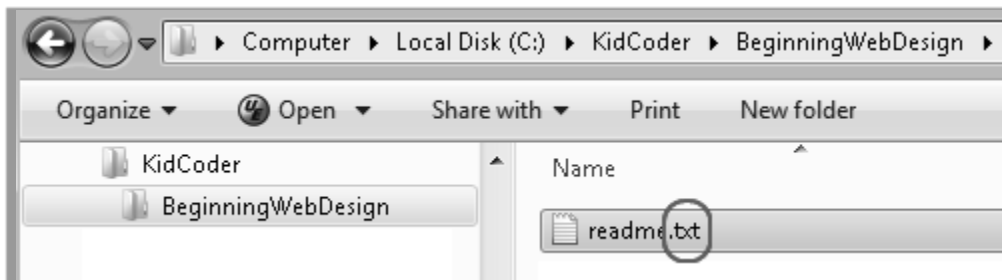 Computer ▸ Local Disk (C:) ▸ KidCoder ▸ BeginningWebDesign ▸
Organize ▾ Open ▾ Share with ▾ Print New folder
KidCoder
BeginningWebDesign
Name
readme.txt